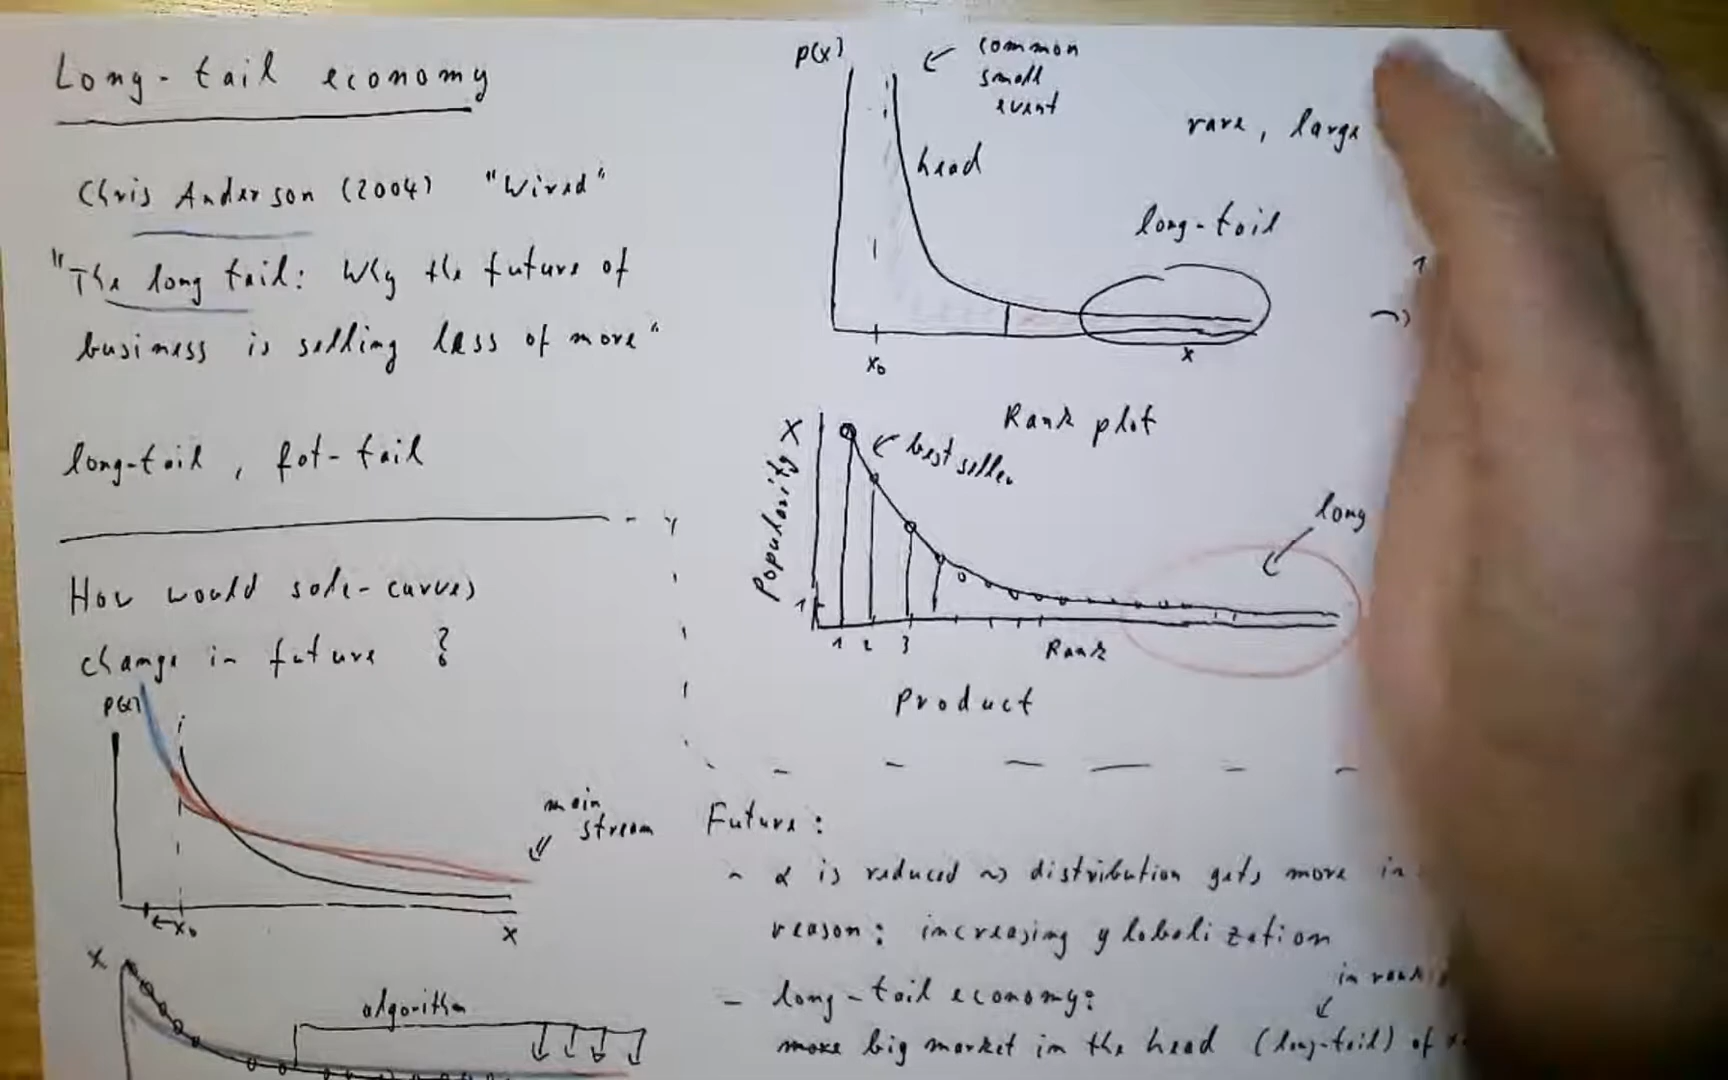 Long-tail economy
Chris Anderson (2004) "Wired"
"The long tail: Why the future of
business is selling less of more"
long-tail, fat-tail
How would sale-curves
change in future ?
p(x)
main
stream
x₀
x
x
algorithm
p(x)
common
small
event
head
rare, large
long-tail
x₀
x
Rank plot
Popularity x
best seller
long
1
1 2 3
Rank
Product
Future:
- α is reduced ⇝ distribution gets more
reason: increasing globalization
- long-tail economy:
in
make big market in the head (long-tail) of